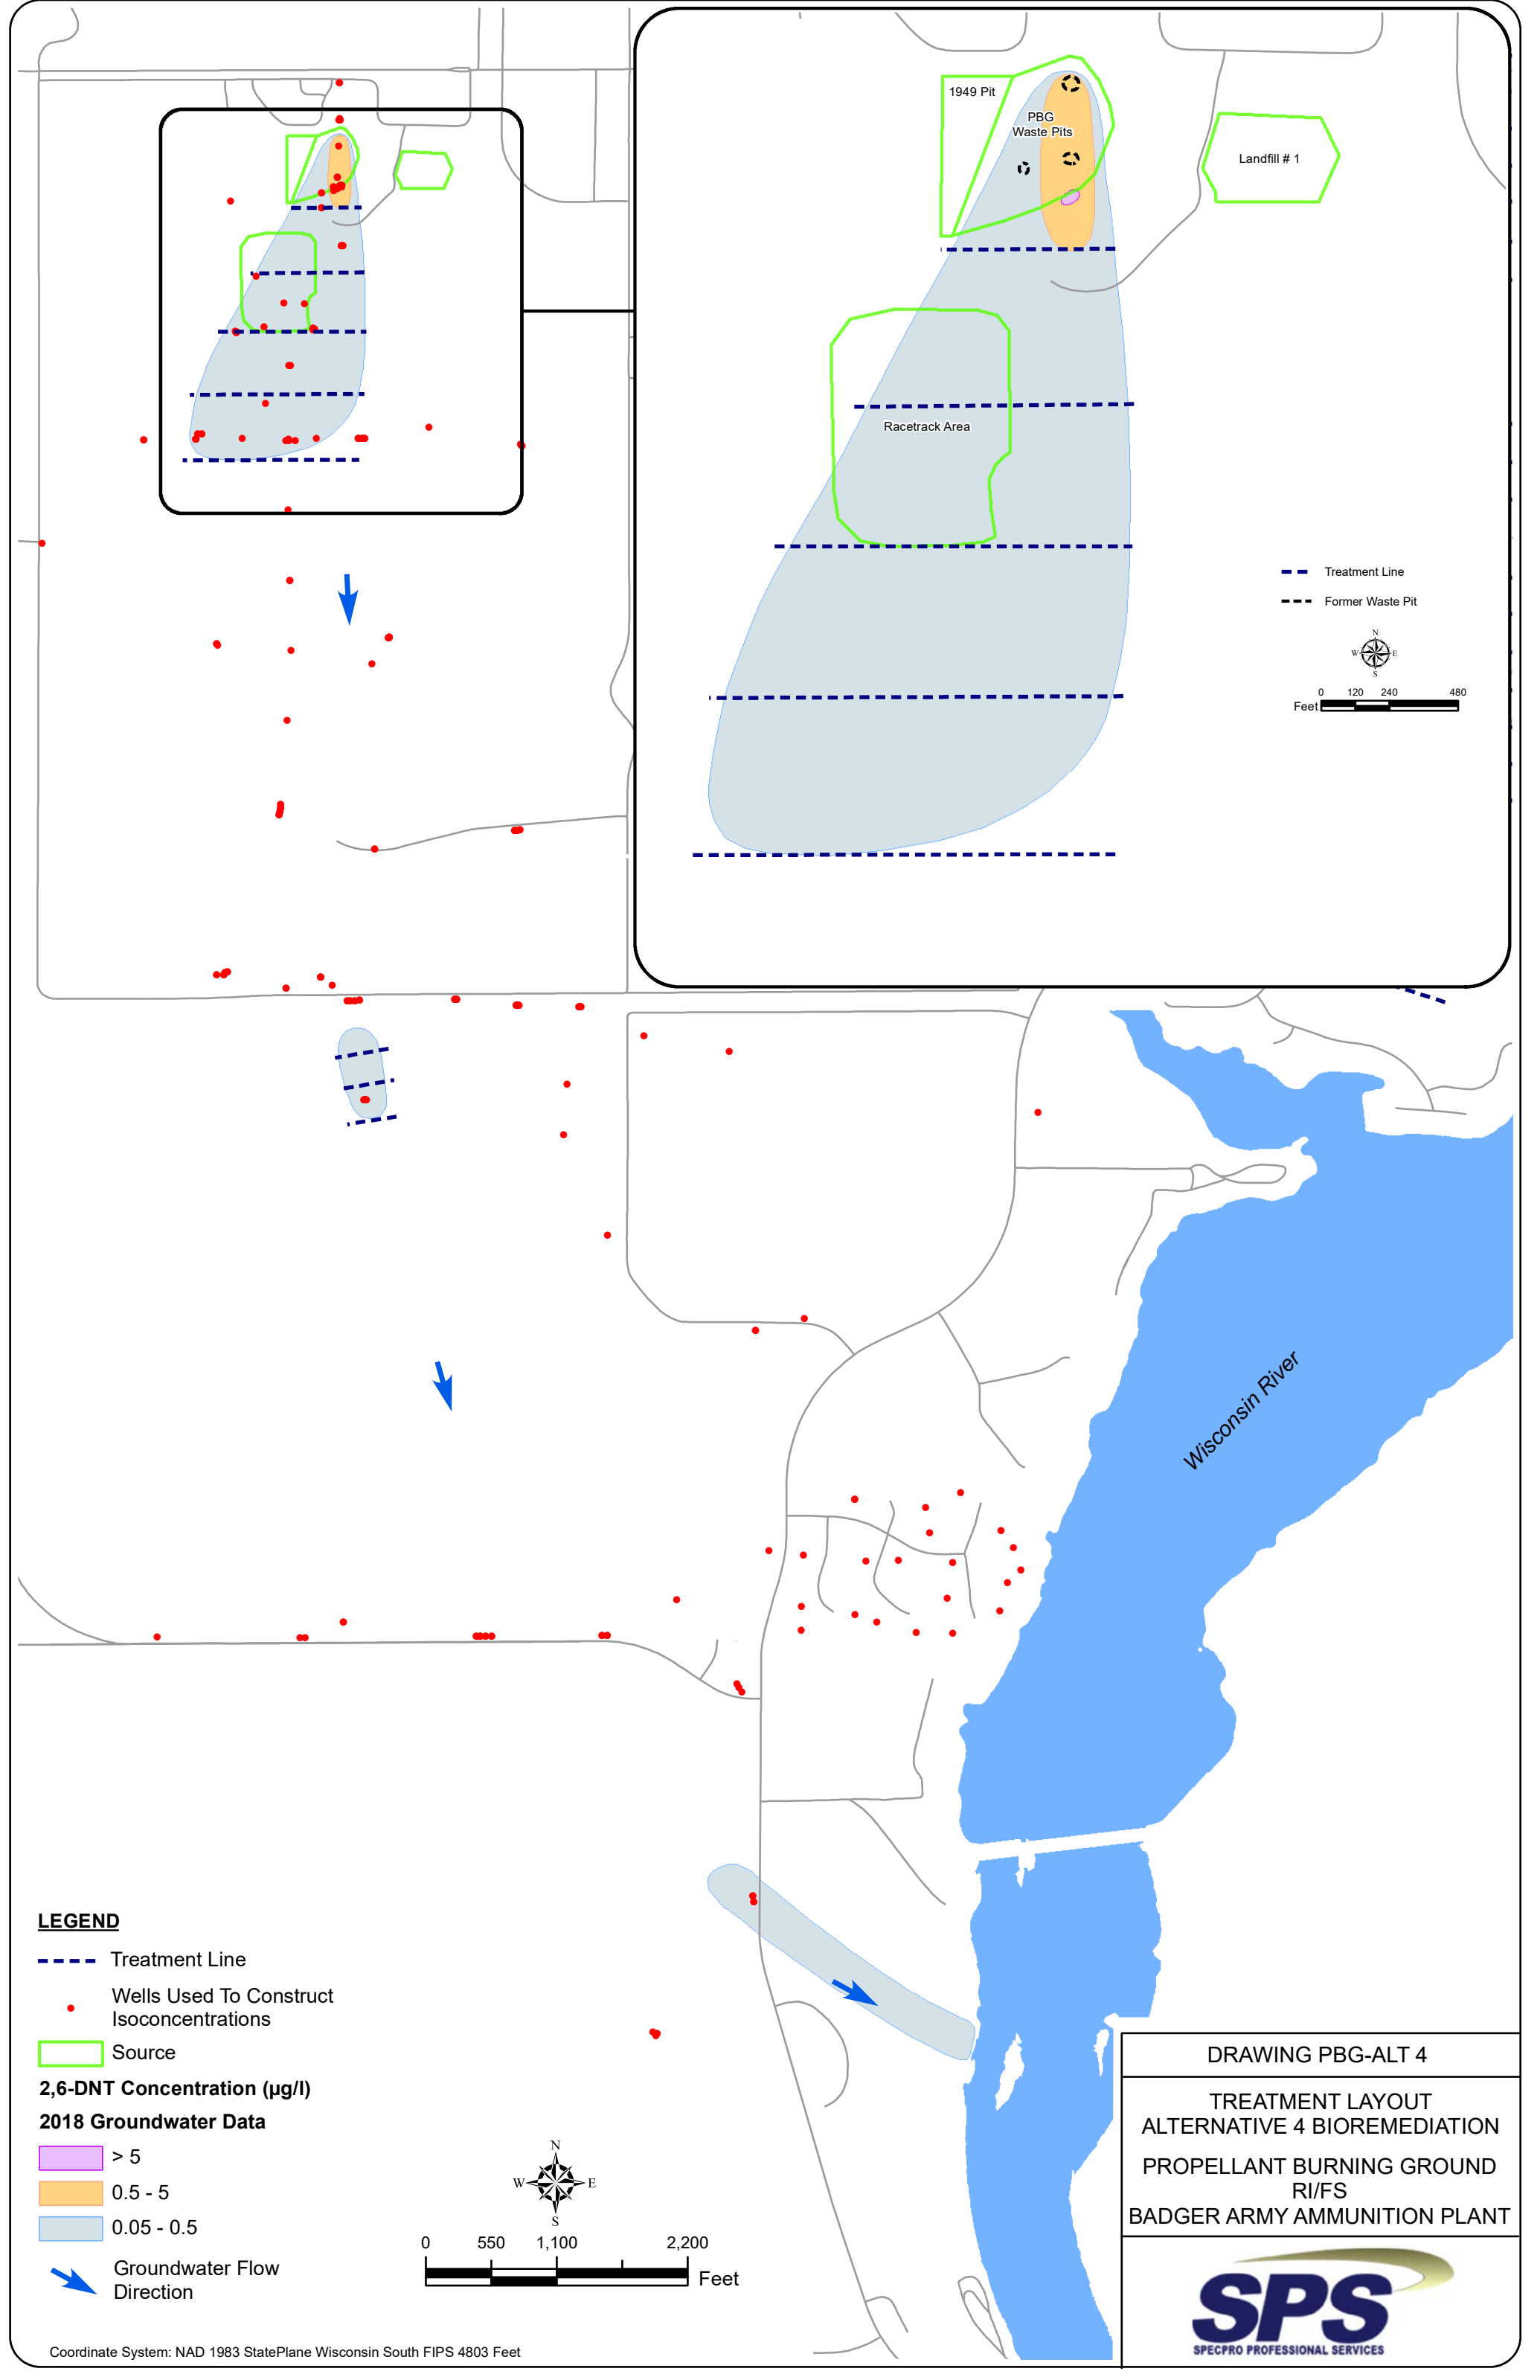 1949 Pit
PBG
Waste Pits
Landfill # 1
Racetrack Area
Treatment Line
Former Waste Pit
N
W E
S
0 120 240 480
Feet
Wisconsin River
LEGEND
Treatment Line
Wells Used To Construct
Isoconcentrations
Source
2,6-DNT Concentration (µg/l)
2018 Groundwater Data
> 5
0.5 - 5
0.05 - 0.5
Groundwater Flow
Direction
N
W E
S
0 550 1,100 2,200
Feet
Coordinate System: NAD 1983 StatePlane Wisconsin South FIPS 4803 Feet
DRAWING PBG-ALT 4
TREATMENT LAYOUT
ALTERNATIVE 4 BIOREMEDIATION
PROPELLANT BURNING GROUND
RI/FS
BADGER ARMY AMMUNITION PLANT
SPS
SPECPRO PROFESSIONAL SERVICES